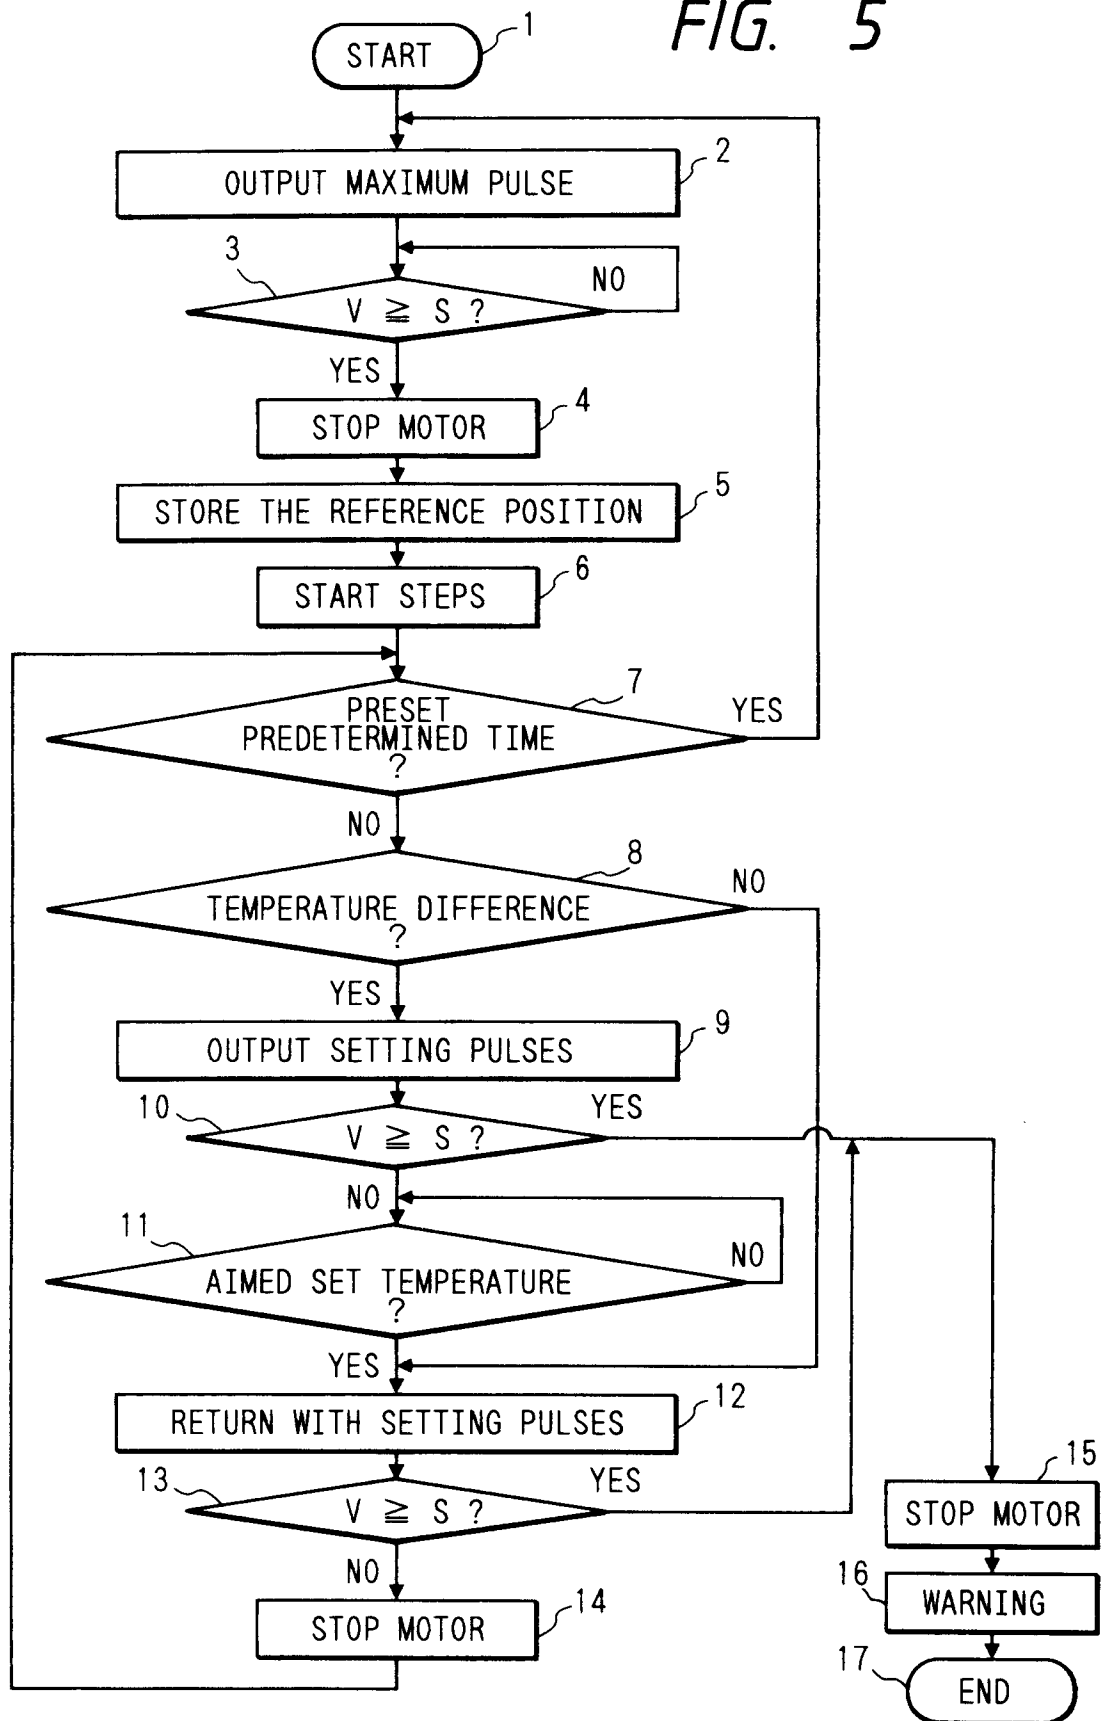 FIG. 5
1
START
2
OUTPUT MAXIMUM PULSE
3
NO
V ≧ S ?
YES
4
STOP MOTOR
5
STORE THE REFERENCE POSITION
6
START STEPS
7
PRESET
YES
PREDETERMINED TIME
?
NO
8
NO
TEMPERATURE DIFFERENCE
?
YES
9
OUTPUT SETTING PULSES
10
YES
V ≧ S ?
NO
11
NO
AIMED SET TEMPERATURE
?
YES
12
RETURN WITH SETTING PULSES
13
YES
V ≧ S ?
NO
14
STOP MOTOR
15
STOP MOTOR
16
WARNING
17
END